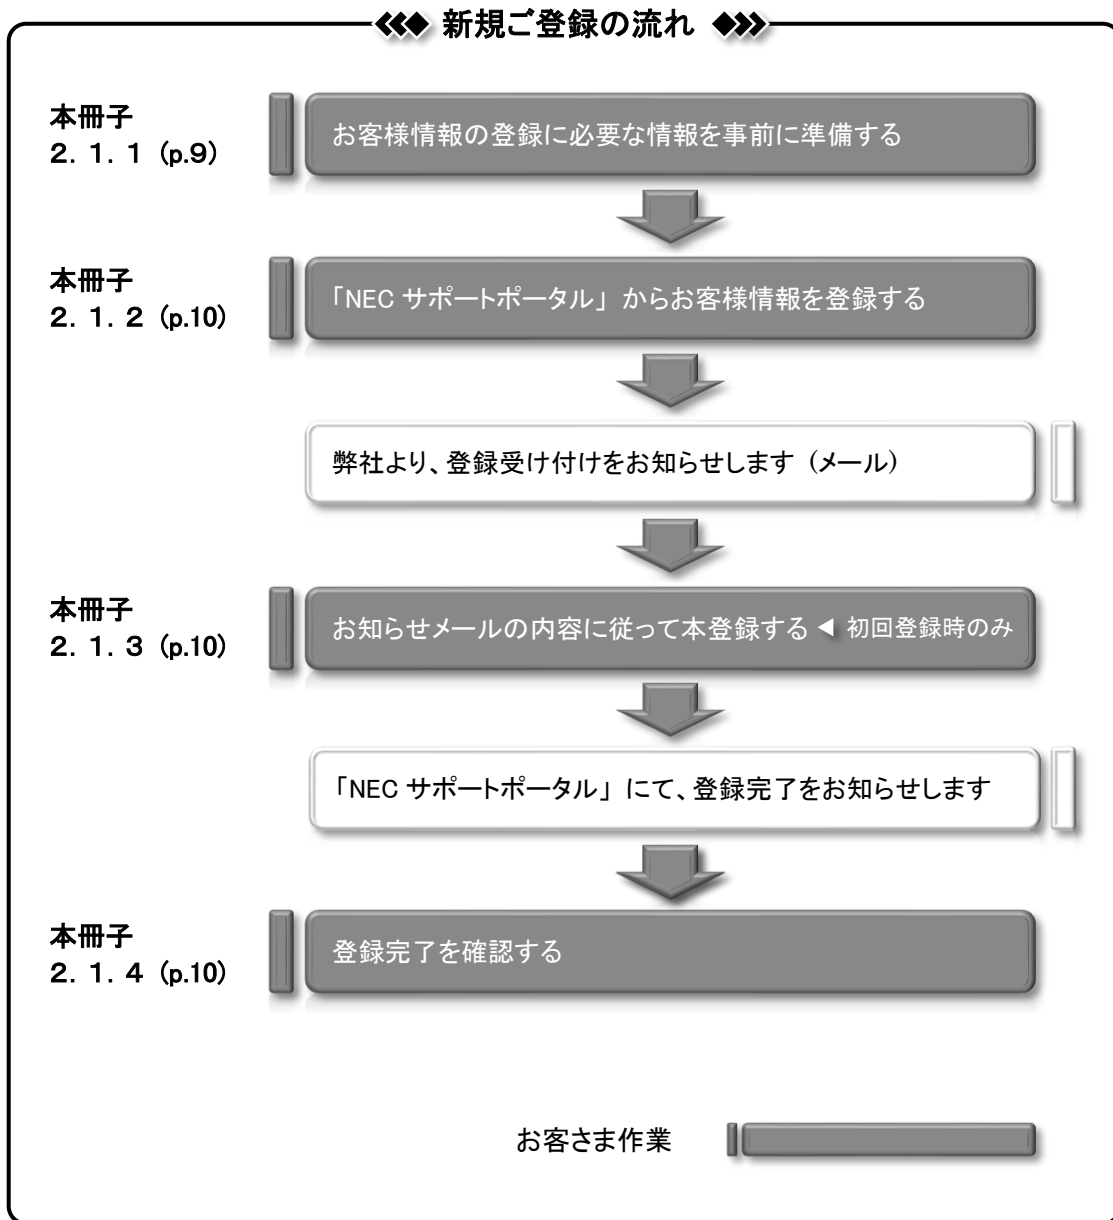 新規ご登録の流れ
本冊子
２．１．１ (p.9)
お客様情報の登録に必要な情報を事前に準備する
本冊子
２．１．２ (p.10)
「NEC サポートポータル」 からお客様情報を登録する
弊社より、登録受け付けをお知らせします (メール)
本冊子
２．１．３ (p.10)
お知らせメールの内容に従って本登録する ◀ 初回登録時のみ
「NEC サポートポータル」 にて、登録完了をお知らせします
本冊子
２．１．４ (p.10)
登録完了を確認する
お客さま作業